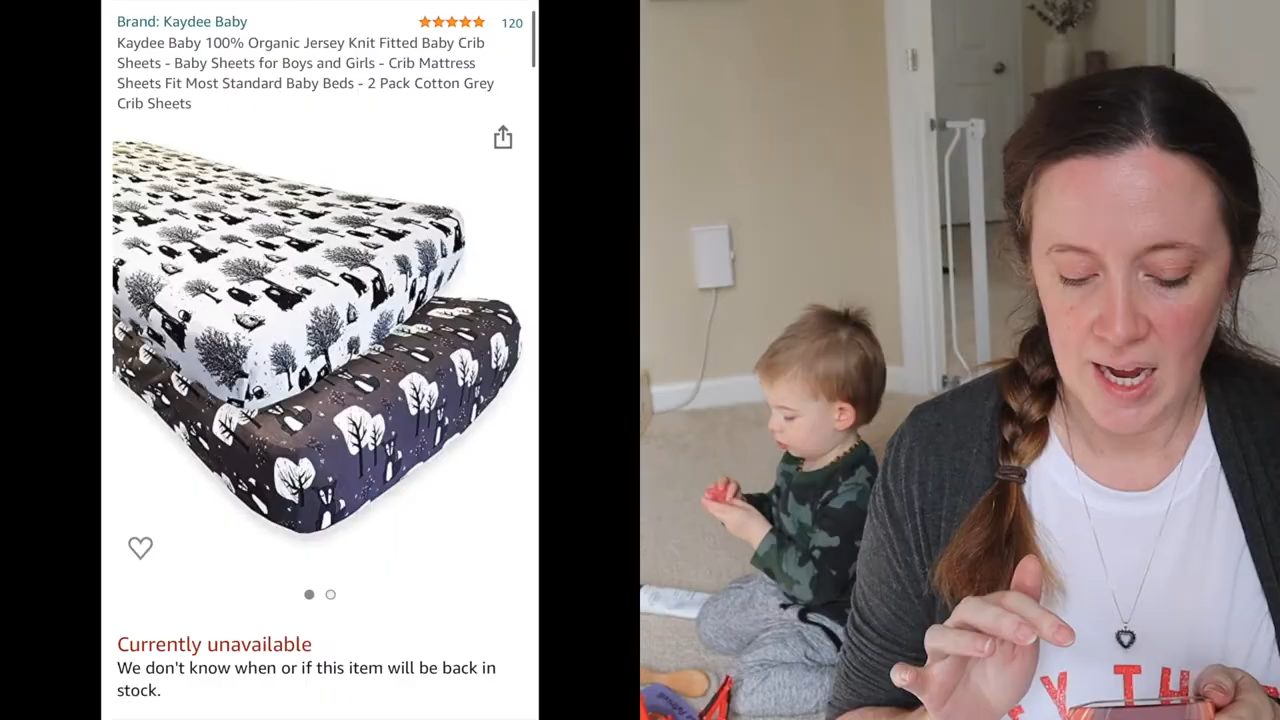 Brand: Kaydee Baby
120
Kaydee Baby 100% Organic Jersey Knit Fitted Baby Crib
Sheets - Baby Sheets for Boys and Girls - Crib Mattress
Sheets Fit Most Standard Baby Beds - 2 Pack Cotton Grey
Crib Sheets
Currently unavailable
We don't know when or if this item will be back in
stock.